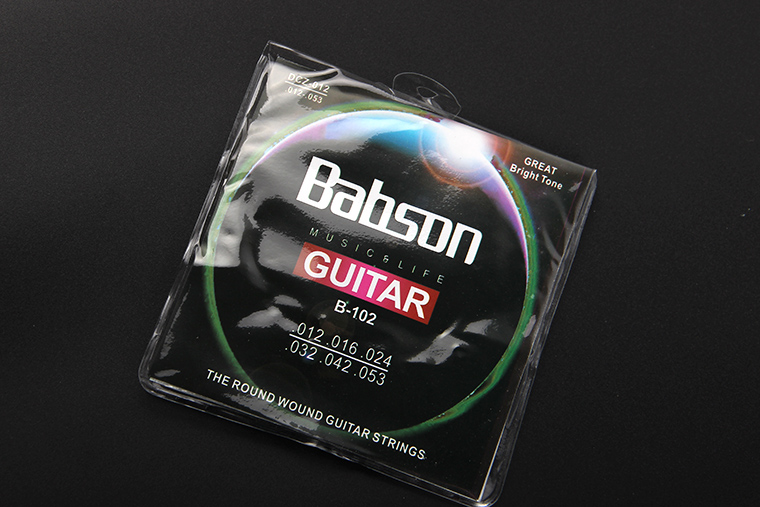 DCZ-012
012-.053
GREAT
Bright Tone
Babson
MUSIC & LIFE
GUITAR
B-102
.012 .016 .024
.032 .042 .053
THE ROUND WOUND GUITAR STRINGS